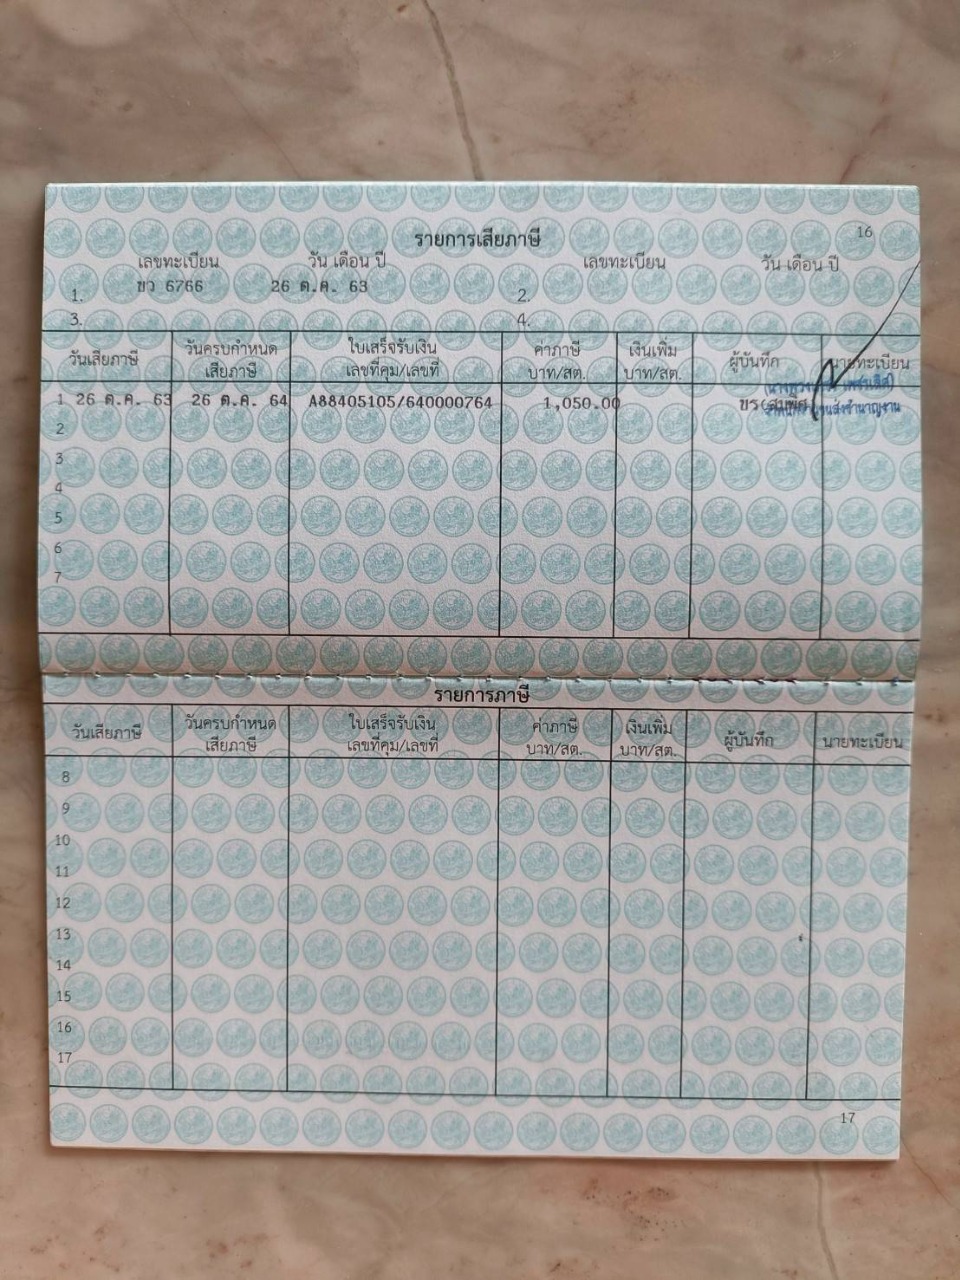 16
รายการเสียภาษี
เลขทะเบียน วัน เดือน ปี เลขทะเบียน วัน เดือน ปี
1. ขว 6766 26 ต.ค. 63 2.
3. 4.
วันเสียภาษี วันครบกำหนดเสียภาษี ใบเสร็จรับเงิน เลขที่คุม/เลขที่ ค่าภาษี บาท/สต. เงินเพิ่ม บาท/สต. ผู้บันทึก นายทะเบียน
1 26 ต.ค. 63 26 ต.ค. 64 A88405105/640000764 1,050.00
2
3
4
5
6
7
รายการภาษี
วันเสียภาษี วันครบกำหนดเสียภาษี ใบเสร็จรับเงิน เลขที่คุม/เลขที่ ค่าภาษี บาท/สต. เงินเพิ่ม บาท/สต. ผู้บันทึก นายทะเบียน
8
9
10
11
12
13
14
15
16
17
17